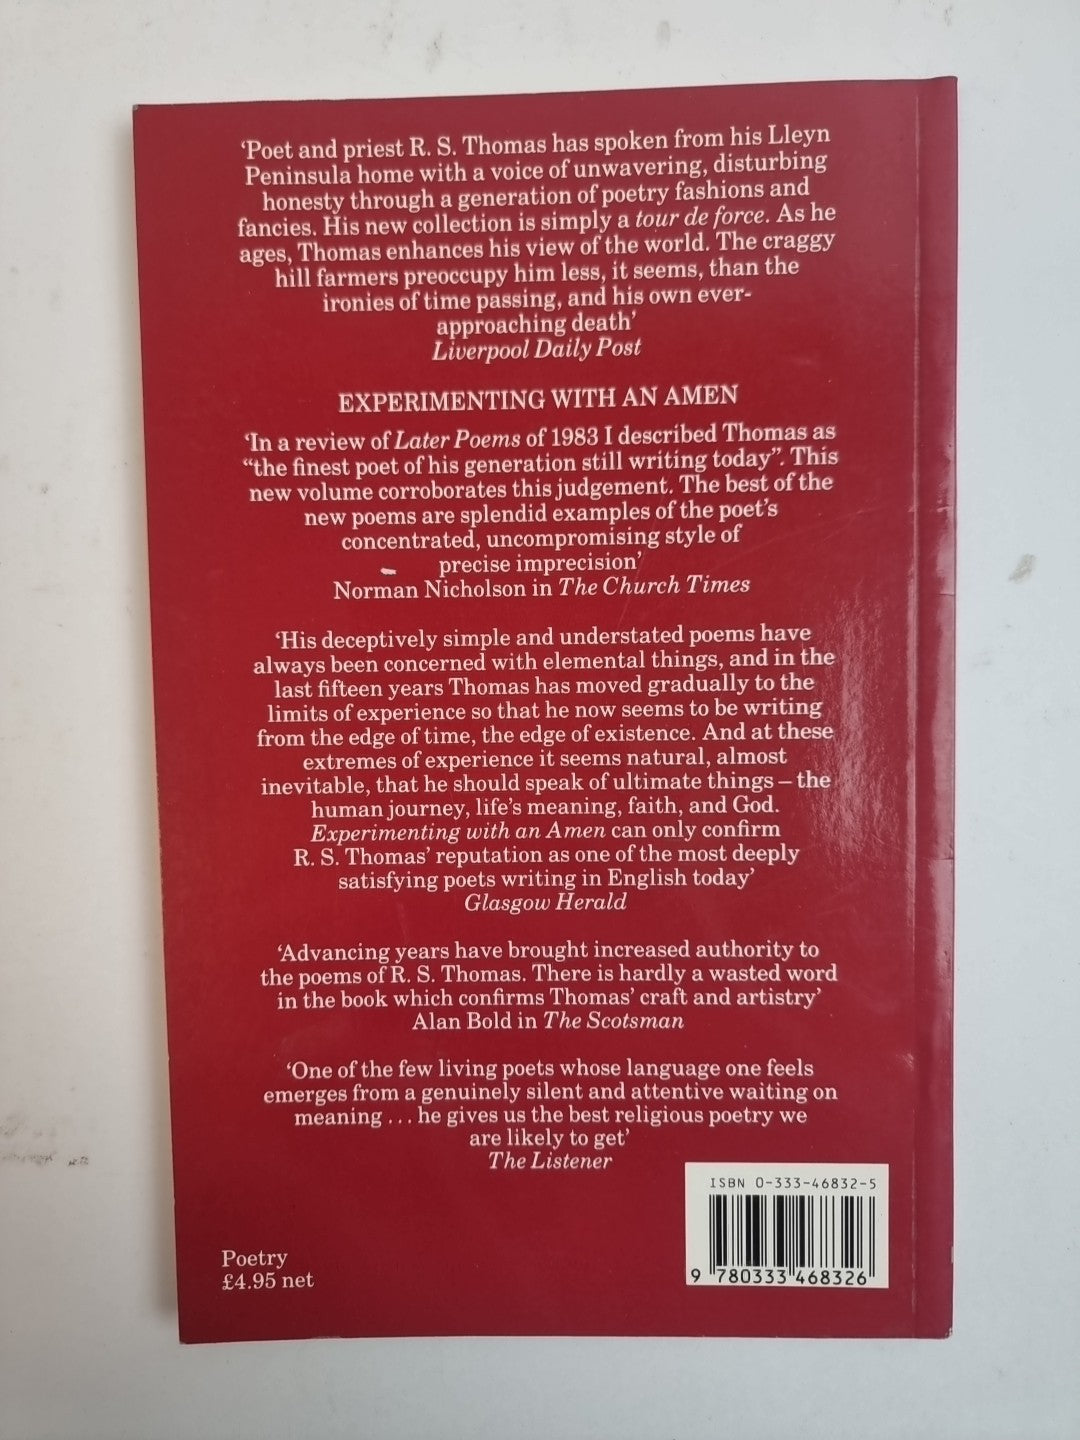 ‘Poet and priest R. S. Thomas has spoken from his Lleyn
Peninsula home with a voice of unwavering, disturbing
honesty through a generation of poetry fashions and
fancies. His new collection is simply a tour de force. As he
ages, Thomas enhances his view of the world. The craggy
hill farmers preoccupy him less, it seems, than the
ironies of time passing, and his own ever-
approaching death’
Liverpool Daily Post
EXPERIMENTING WITH AN AMEN
‘In a review of Later Poems of 1983 I described Thomas as
“the finest poet of his generation still writing today”. This
new volume corroborates this judgement. The best of the
new poems are splendid examples of the poet’s
concentrated, uncompromising style of
precise imprecision’
Norman Nicholson in The Church Times
‘His deceptively simple and understated poems have
always been concerned with elemental things, and in the
last fifteen years Thomas has moved gradually to the
limits of experience so that he now seems to be writing
from the edge of time, the edge of existence. And at these
extremes of experience it seems natural, almost
inevitable, that he should speak of ultimate things – the
human journey, life’s meaning, faith, and God.
Experimenting with an Amen can only confirm
R. S. Thomas’ reputation as one of the most deeply
satisfying poets writing in English today’
Glasgow Herald
‘Advancing years have brought increased authority to
the poems of R. S. Thomas. There is hardly a wasted word
in the book which confirms Thomas’ craft and artistry’
Alan Bold in The Scotsman
‘One of the few living poets whose language one feels
emerges from a genuinely silent and attentive waiting on
meaning . . . he gives us the best religious poetry we
are likely to get’
The Listener
ISBN 0-333-46832-5
9 780333 468326
Poetry
£4.95 net